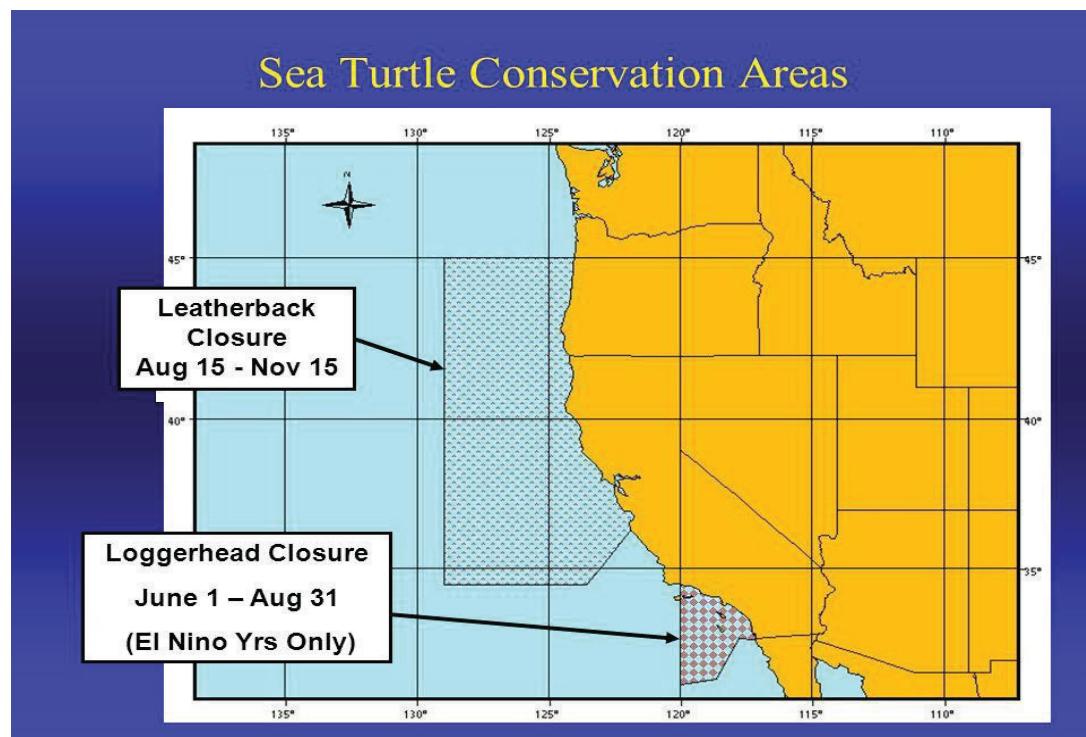 Sea Turtle Conservation Areas
135° 130° 125° 120° 115° 110°
N
45° 45°
Leatherback
Closure
Aug 15 - Nov 15
40° 40°
Loggerhead Closure
June 1 – Aug 31
(El Nino Yrs Only)
35° 35°
135° 130° 125° 120° 115° 110°